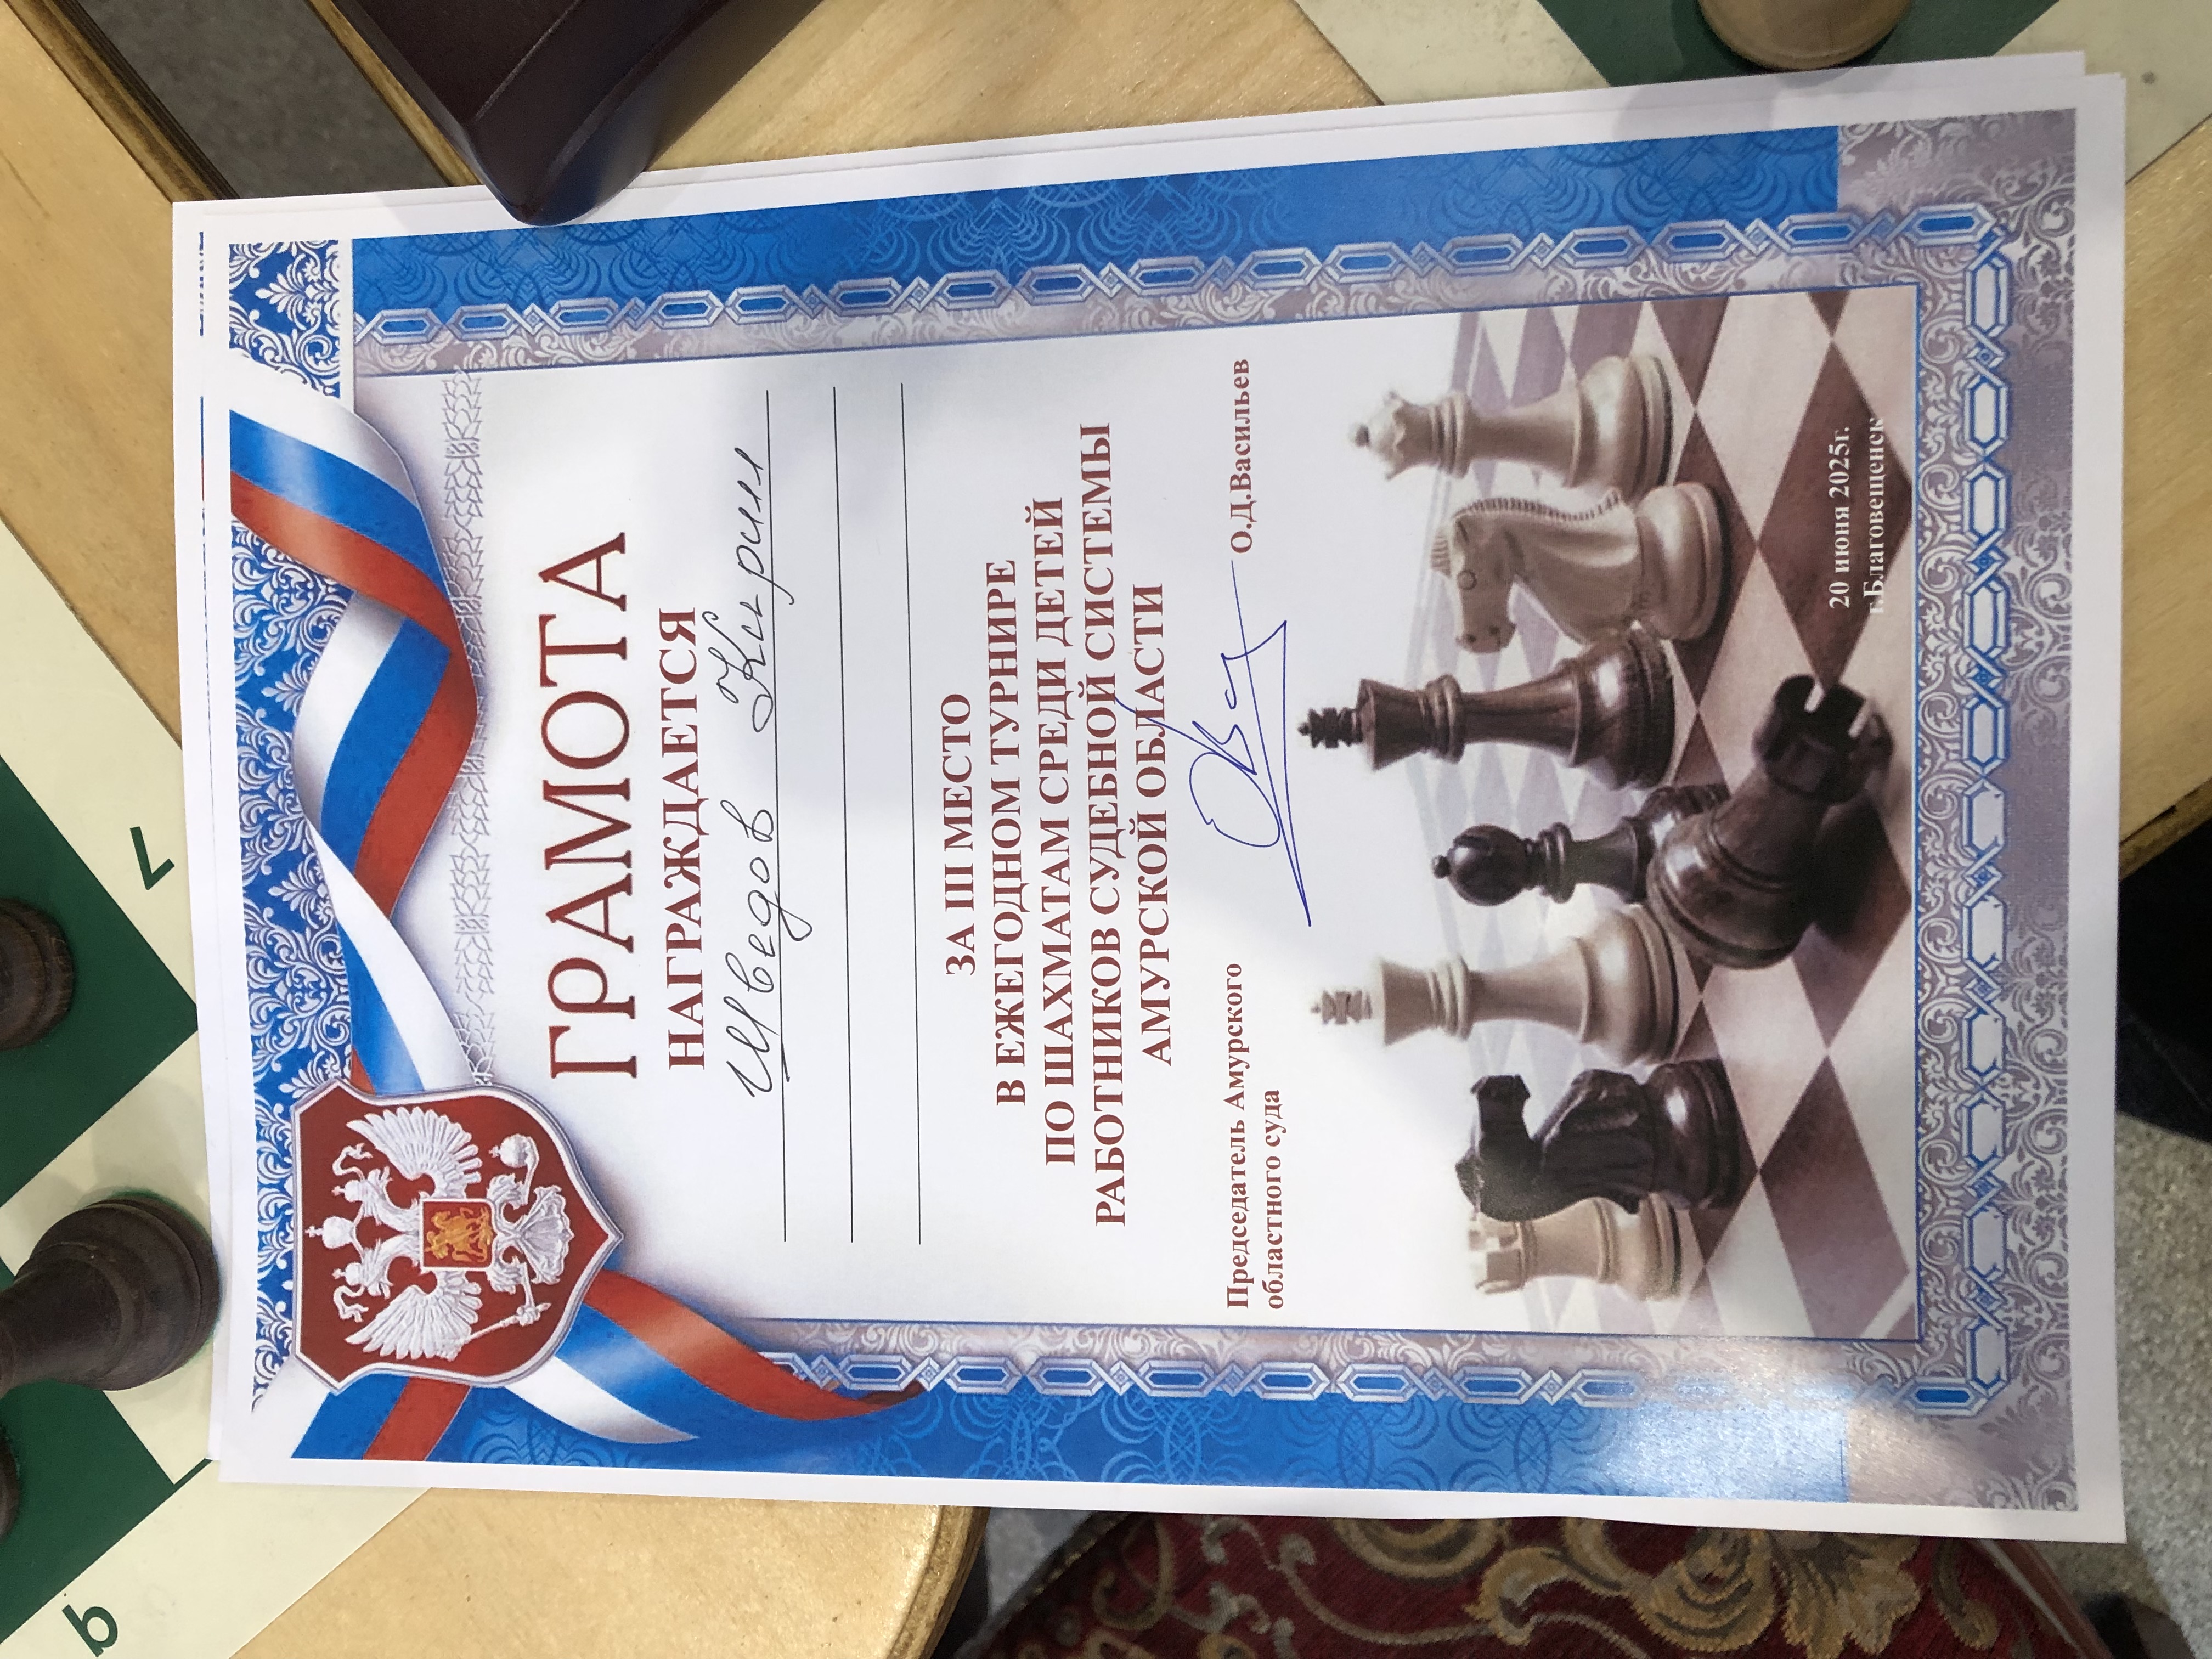 ГРАМОТА
НАГРАЖДАЕТСЯ
Шведов Кирилл
ЗА III МЕСТО
В ЕЖЕГОДНОМ ТУРНИРЕ
ПО ШАХМАТАМ СРЕДИ ДЕТЕЙ
РАБОТНИКОВ СУДЕБНОЙ СИСТЕМЫ
АМУРСКОЙ ОБЛАСТИ
Председатель Амурского
областного суда
О.Д.Васильев
20 июня 2025г.
г.Благовещенск
b